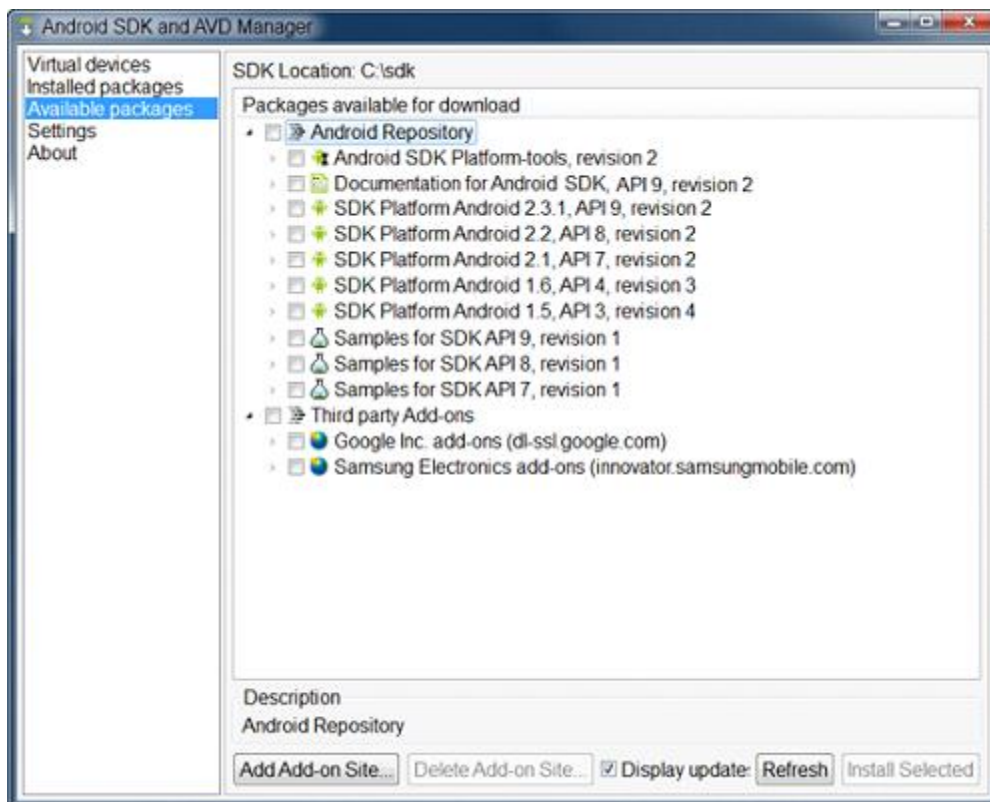 Android SDK and AVD Manager
Virtual devices
Installed packages
Available packages
Settings
About
SDK Location: C:\sdk
Packages available for download
Android Repository
Android SDK Platform-tools, revision 2
Documentation for Android SDK, API 9, revision 2
SDK Platform Android 2.3.1, API 9, revision 2
SDK Platform Android 2.2, API 8, revision 2
SDK Platform Android 2.1, API 7, revision 2
SDK Platform Android 1.6, API 4, revision 3
SDK Platform Android 1.5, API 3, revision 4
Samples for SDK API 9, revision 1
Samples for SDK API 8, revision 1
Samples for SDK API 7, revision 1
Third party Add-ons
Google Inc. add-ons (dl-ssl.google.com)
Samsung Electronics add-ons (innovator.samsungmobile.com)
Description
Android Repository
Add Add-on Site... Delete Add-on Site... Display update: Refresh Install Selected